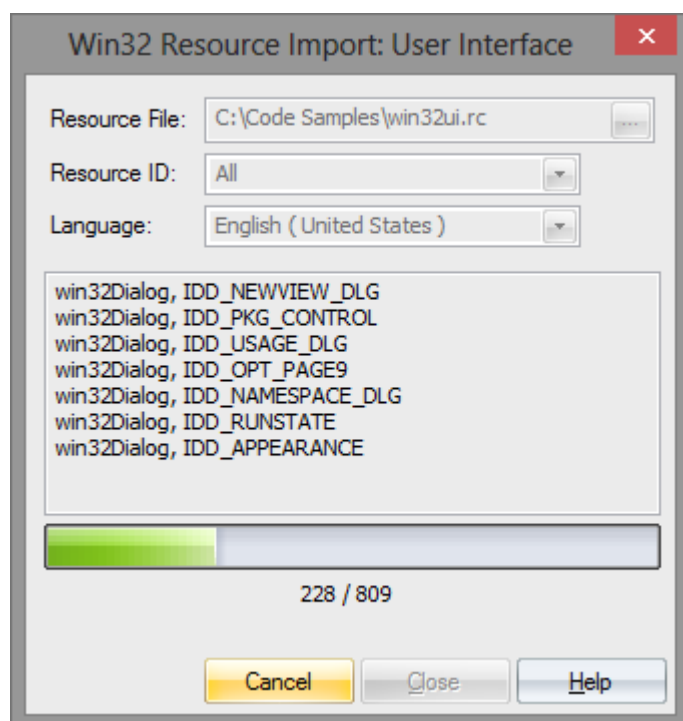 Win32 Resource Import: User Interface
Resource File: C:\Code Samples\win32ui.rc ...
Resource ID: All
Language: English ( United States )
win32Dialog, IDD_NEWVIEW_DLG
win32Dialog, IDD_PKG_CONTROL
win32Dialog, IDD_USAGE_DLG
win32Dialog, IDD_OPT_PAGE9
win32Dialog, IDD_NAMESPACE_DLG
win32Dialog, IDD_RUNSTATE
win32Dialog, IDD_APPEARANCE
228 / 809
Cancel Close Help